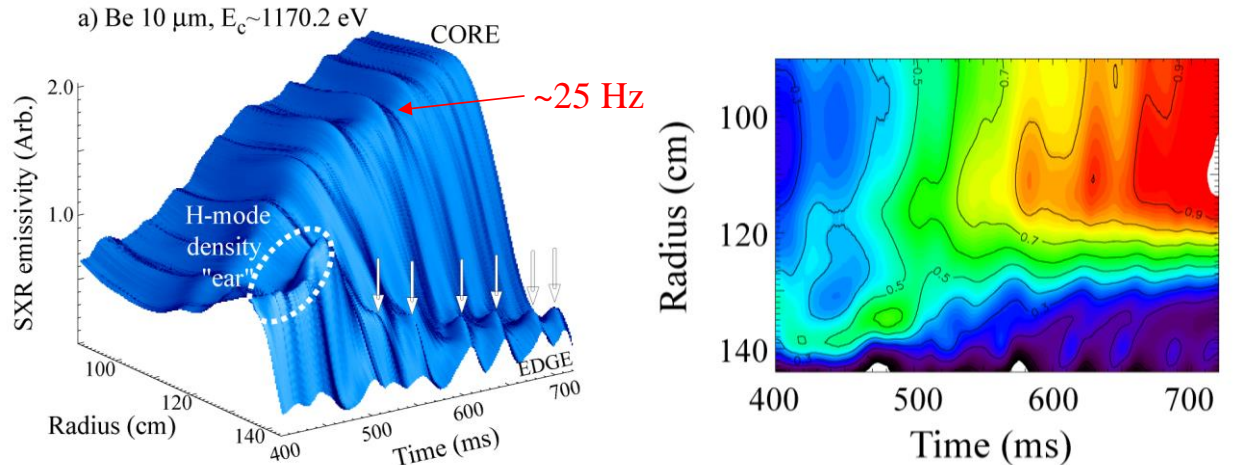 a) Be 10 μm, E_c~1170.2 eV
CORE
~25 Hz
2.0
1.0
SXR emissivity (Arb.)
H-mode
density
"ear"
EDGE
100
120
140
Radius (cm)
400
500
600
700
Time (ms)
100
120
140
Radius (cm)
0.5
0.7
0.9
0.9
0.7
0.5
0.5
400
500
600
700
Time (ms)